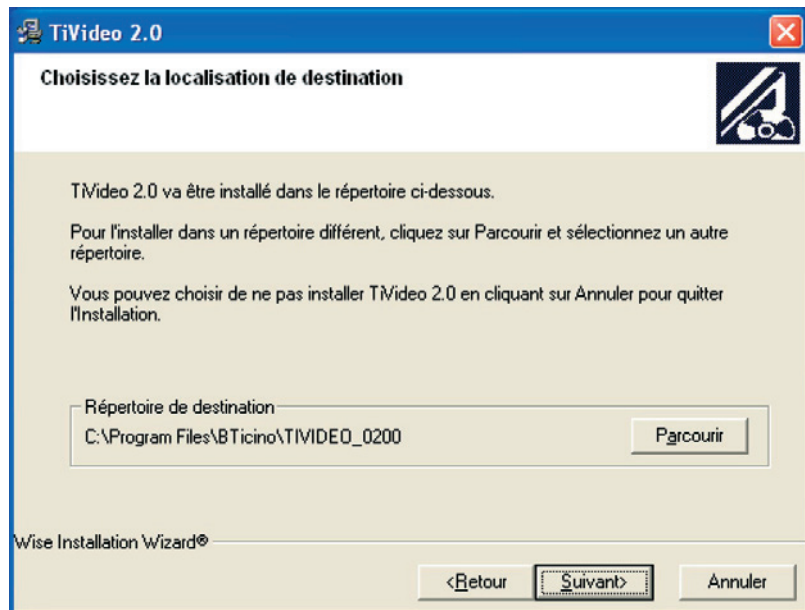 TiVideo 2.0
Choisissez la localisation de destination
TiVideo 2.0 va être installé dans le répertoire ci-dessous.
Pour l'installer dans un répertoire différent, cliquez sur Parcourir et sélectionnez un autre
répertoire.
Vous pouvez choisir de ne pas installer TiVideo 2.0 en cliquant sur Annuler pour quitter
l'Installation.
Répertoire de destination
C:\Program Files\BTicino\TIVIDEO_0200
Parcourir
Wise Installation Wizard®
<Retour
Suivant>
Annuler